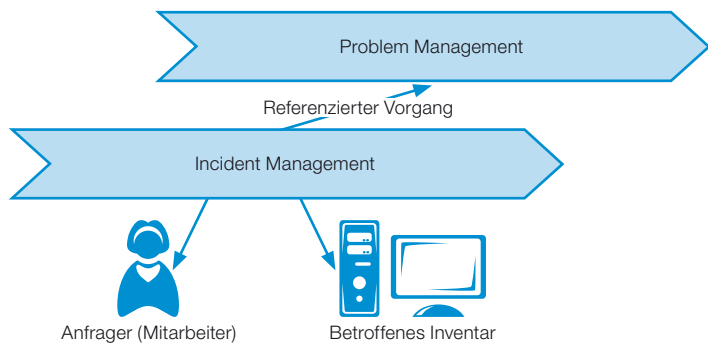 Problem Management
Referenzierter Vorgang
Incident Management
Anfrager (Mitarbeiter)
Betroffenes Inventar